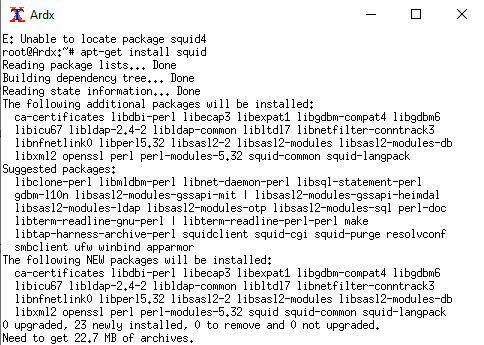 Ardx
E: Unable to locate package squid4
root@Ardx:~# apt-get install squid
Reading package lists... Done
Building dependency tree... Done
Reading state information... Done
The following additional packages will be installed:
  ca-certificates libdbi-perl libecap3 libexpat1 libgdbm-compat4 libgdbm6
  libicu67 libldap-2.4-2 libldap-common libltdl7 libnetfilter-conntrack3
  libnfnetlink0 libperl5.32 libsasl2-2 libsasl2-modules libsasl2-modules-db
  libxml2 openssl perl perl-modules-5.32 squid-common squid-langpack
Suggested packages:
  libclone-perl libmldbm-perl libnet-daemon-perl libsql-statement-perl
  gdbm-l10n libsasl2-modules-gssapi-mit | libsasl2-modules-gssapi-heimdal
  libsasl2-modules-ldap libsasl2-modules-otp libsasl2-modules-sql perl-doc
  libterm-readline-gnu-perl | libterm-readline-perl-perl make
  libtap-harness-archive-perl squidclient squid-cgi squid-purge resolvconf
  smbclient ufw winbind apparmor
The following NEW packages will be installed:
  ca-certificates libdbi-perl libecap3 libexpat1 libgdbm-compat4 libgdbm6
  libicu67 libldap-2.4-2 libldap-common libltdl7 libnetfilter-conntrack3
  libnfnetlink0 libperl5.32 libsasl2-2 libsasl2-modules libsasl2-modules-db
  libxml2 openssl perl perl-modules-5.32 squid squid-common squid-langpack
0 upgraded, 23 newly installed, 0 to remove and 0 not upgraded.
Need to get 22.7 MB of archives.